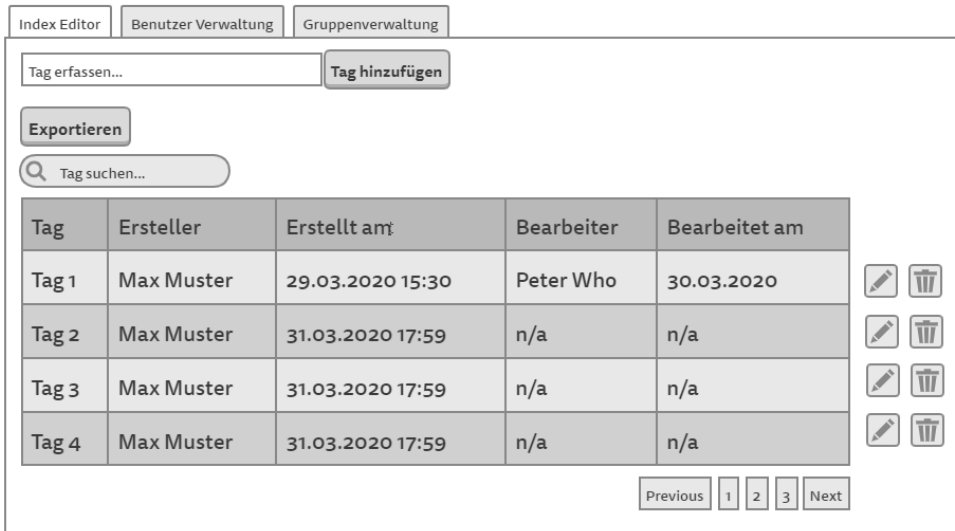 Index Editor Benutzer Verwaltung Gruppenverwaltung
Tag erfassen... Tag hinzufügen
Exportieren
Tag suchen...
Tag Ersteller Erstellt am Bearbeiter Bearbeitet am
Tag 1 Max Muster 29.03.2020 15:30 Peter Who 30.03.2020
Tag 2 Max Muster 31.03.2020 17:59 n/a n/a
Tag 3 Max Muster 31.03.2020 17:59 n/a n/a
Tag 4 Max Muster 31.03.2020 17:59 n/a n/a
Previous 1 2 3 Next